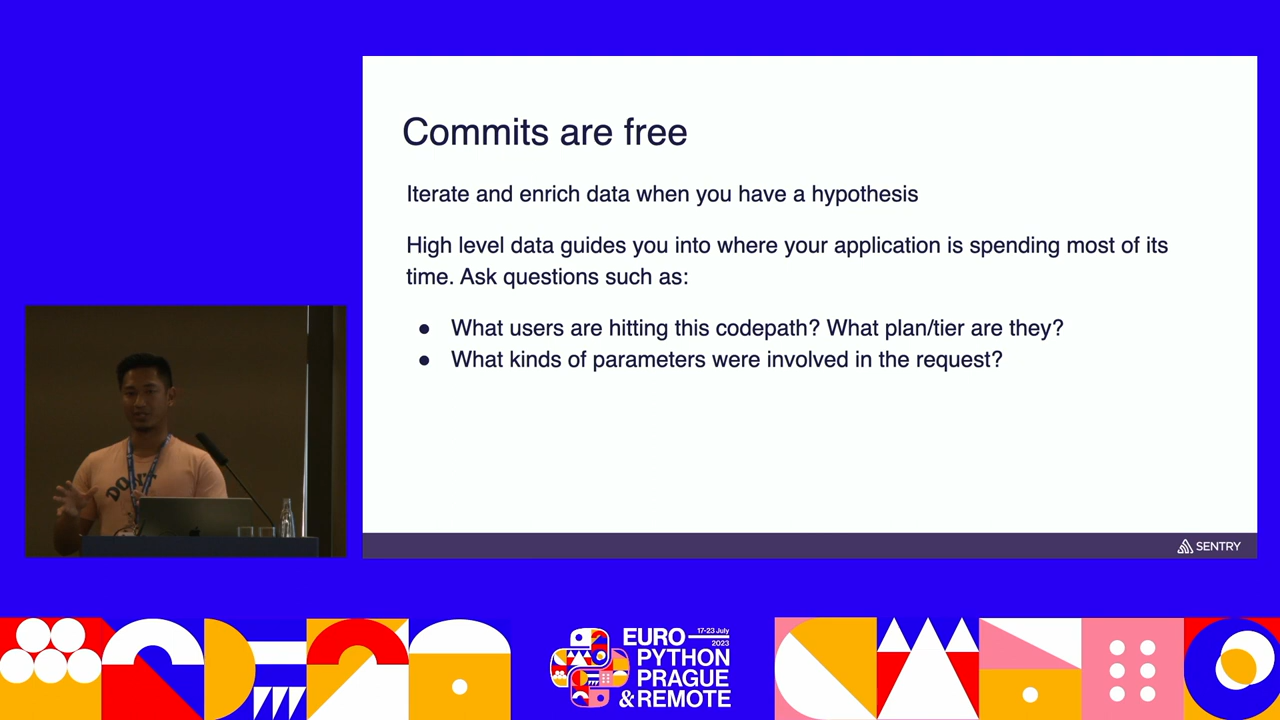 Commits are free
Iterate and enrich data when you have a hypothesis
High level data guides you into where your application is spending most of its
time. Ask questions such as:
● What users are hitting this codepath? What plan/tier are they?
● What kinds of parameters were involved in the request?
SENTRY
DON'T
EURO
17-23 July
2023
PYTHON
PRAGUE
& REMOTE